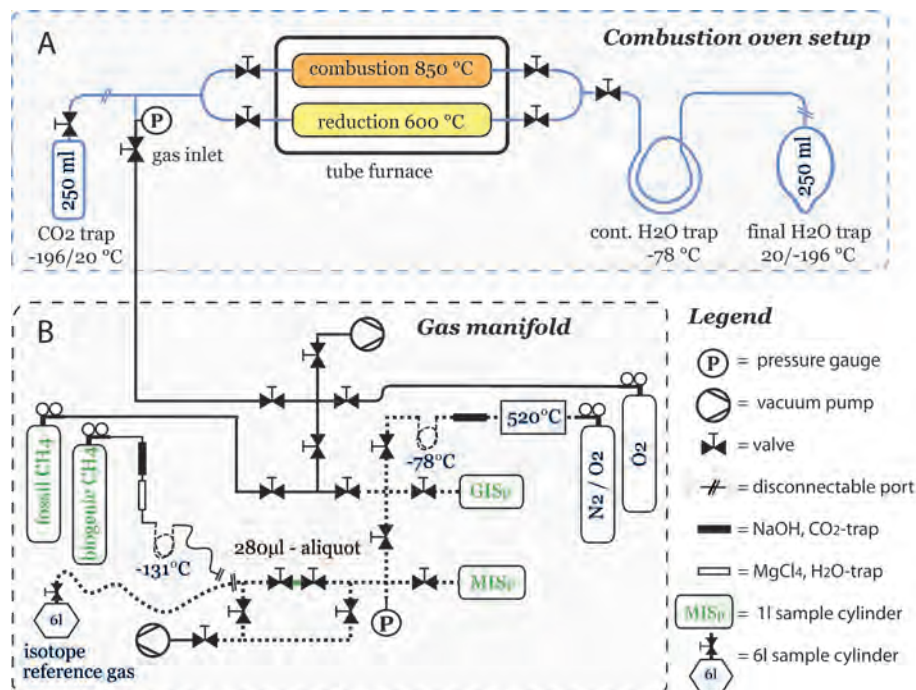 A
Combustion oven setup
combustion 850 °C
reduction 600 °C
tube furnace
P
gas inlet
250 ml
250 ml
CO2 trap
-196/20 °C
cont. H2O trap
-78 °C
final H2O trap
20/-196 °C
B
Gas manifold
Legend
P = pressure gauge
= vacuum pump
= valve
= disconnectable port
= NaOH, CO2-trap
= MgCl4, H2O-trap
MISp = 1l sample cylinder
= 6l sample cylinder
6l
fossil CH4
biogenic CH4
-131°C
280µl - aliquot
-78°C
520°C
N2 / O2
O2
GISp
MISp
P
6l
isotope
reference gas